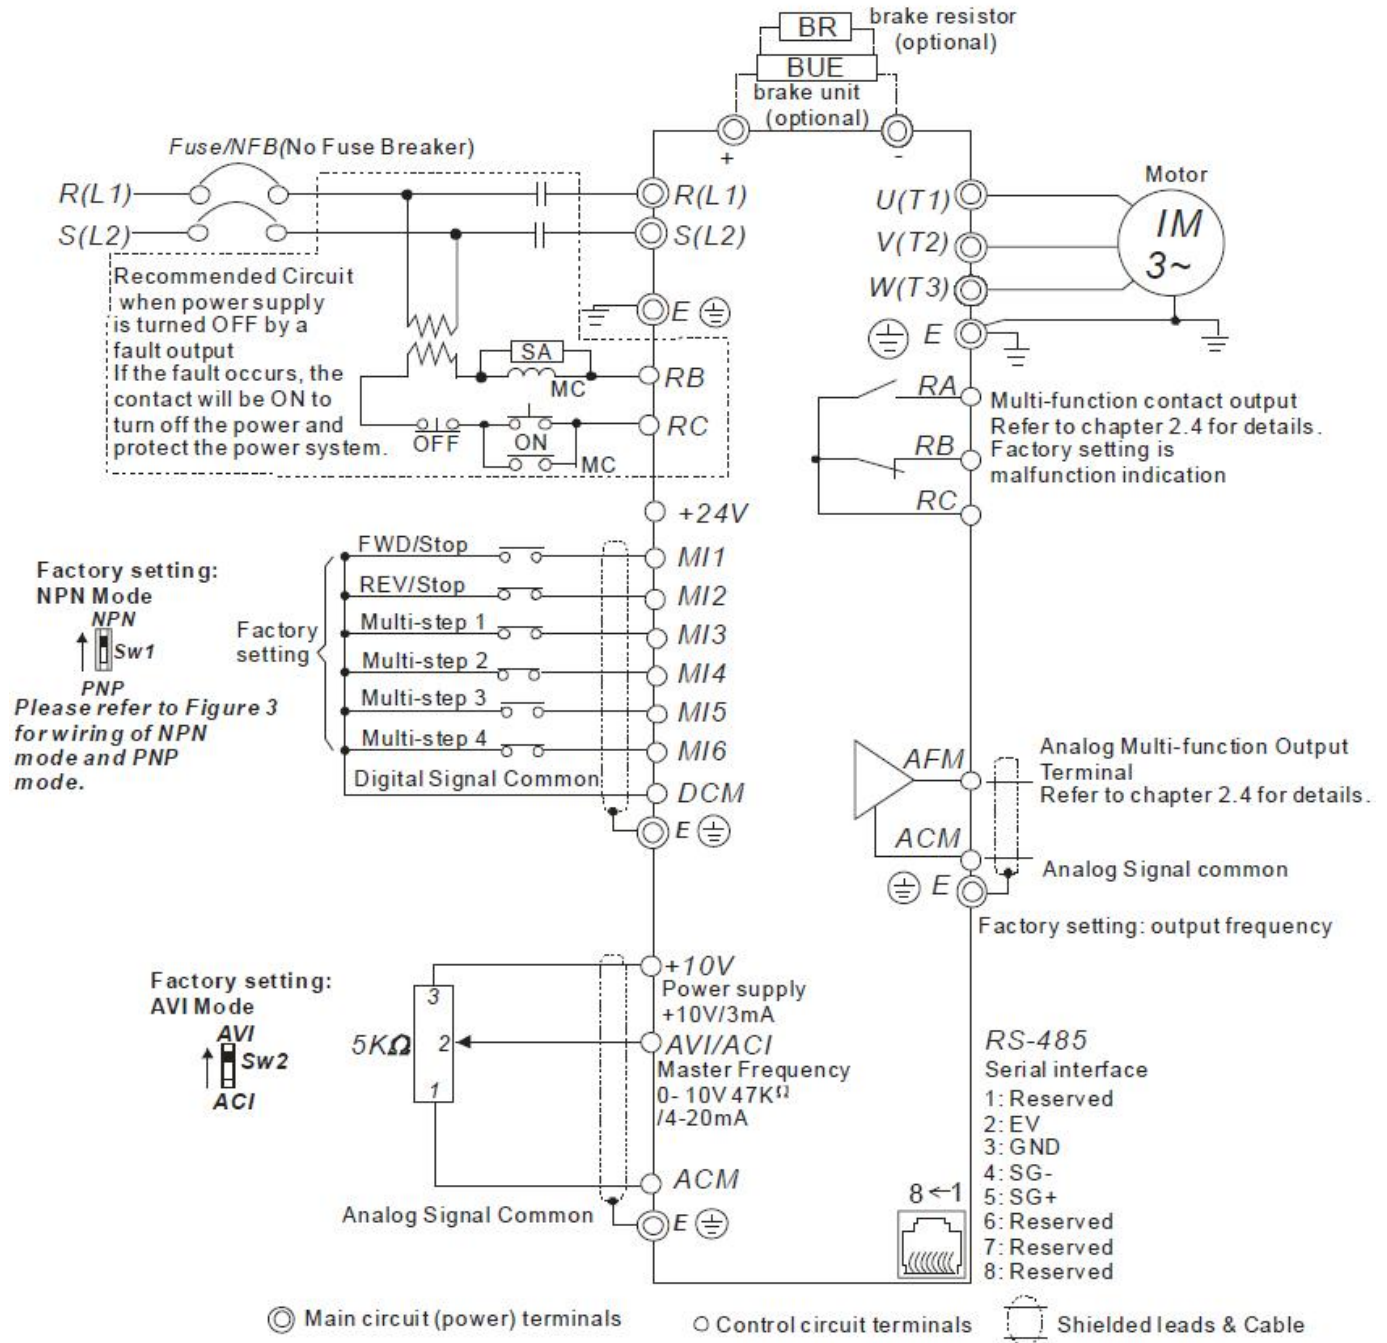 BR
brake resistor
(optional)
BUE
brake unit
(optional)
+
-
Fuse/NFB(No Fuse Breaker)
R(L1)
S(L2)
R(L1)
S(L2)
E
Recommended Circuit
when power supply
is turned OFF by a
fault output
If the fault occurs, the
contact will be ON to
turn off the power and
protect the power system.
SA
MC
RB
OFF
ON
MC
RC
Motor
U(T1)
V(T2)
W(T3)
IM
3~
E
RA
RB
RC
Multi-function contact output
Refer to chapter 2.4 for details.
Factory setting is
malfunction indication
+24V
Factory setting:
NPN Mode
NPN
Sw1
PNP
Please refer to Figure 3
for wiring of NPN
mode and PNP
mode.
Factory
setting
FWD/Stop
MI1
REV/Stop
MI2
Multi-step 1
MI3
Multi-step 2
MI4
Multi-step 3
MI5
Multi-step 4
MI6
Digital Signal Common
DCM
E
AFM
Analog Multi-function Output
Terminal
Refer to chapter 2.4 for details.
ACM
Analog Signal common
E
Factory setting: output frequency
Factory setting:
AVI Mode
AVI
Sw2
ACI
5KΩ
3
2
1
+10V
Power supply
+10V/3mA
AVI/ACI
Master Frequency
0- 10V 47KΩ
/4-20mA
ACM
Analog Signal Common
E
RS-485
Serial interface
1: Reserved
2: EV
3: GND
4: SG-
5: SG+
6: Reserved
7: Reserved
8: Reserved
8←1
Main circuit (power) terminals
Control circuit terminals
Shielded leads & Cable